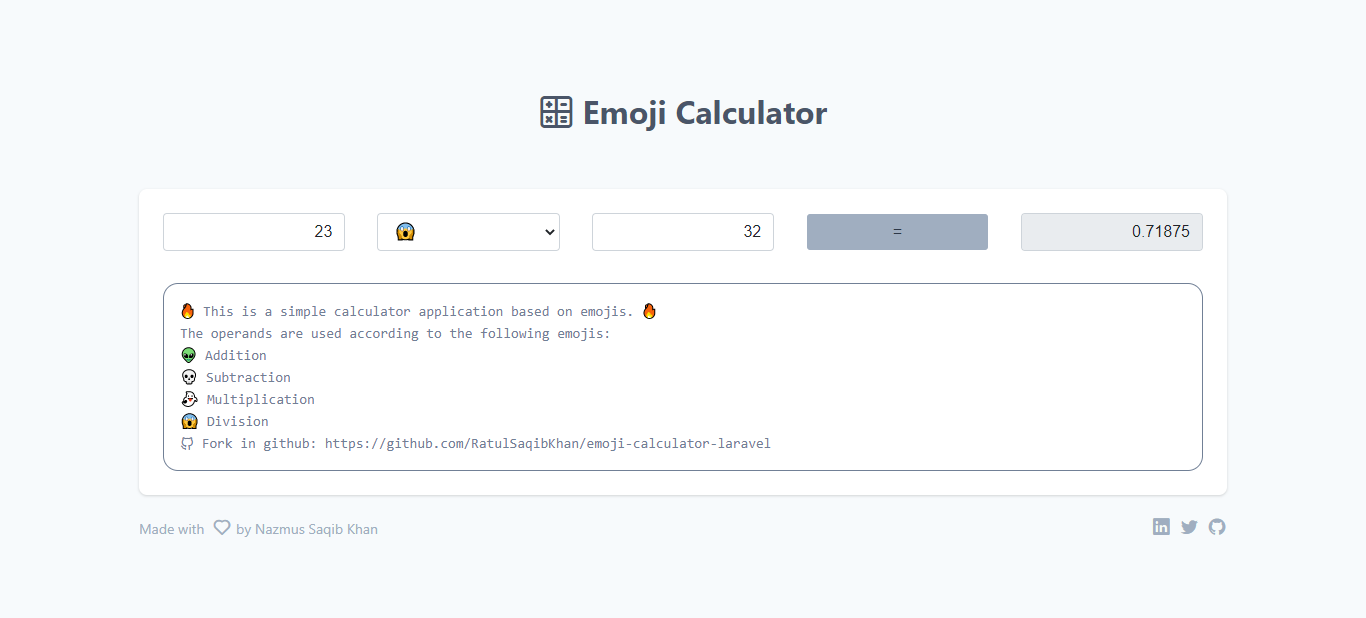 Emoji Calculator
23 😱 32 = 0.71875
🔥 This is a simple calculator application based on emojis. 🔥
The operands are used according to the following emojis:
👽 Addition
💀 Subtraction
👻 Multiplication
😱 Division
Fork in github: https://github.com/RatulSaqibKhan/emoji-calculator-laravel
Made with ♡ by Nazmus Saqib Khan